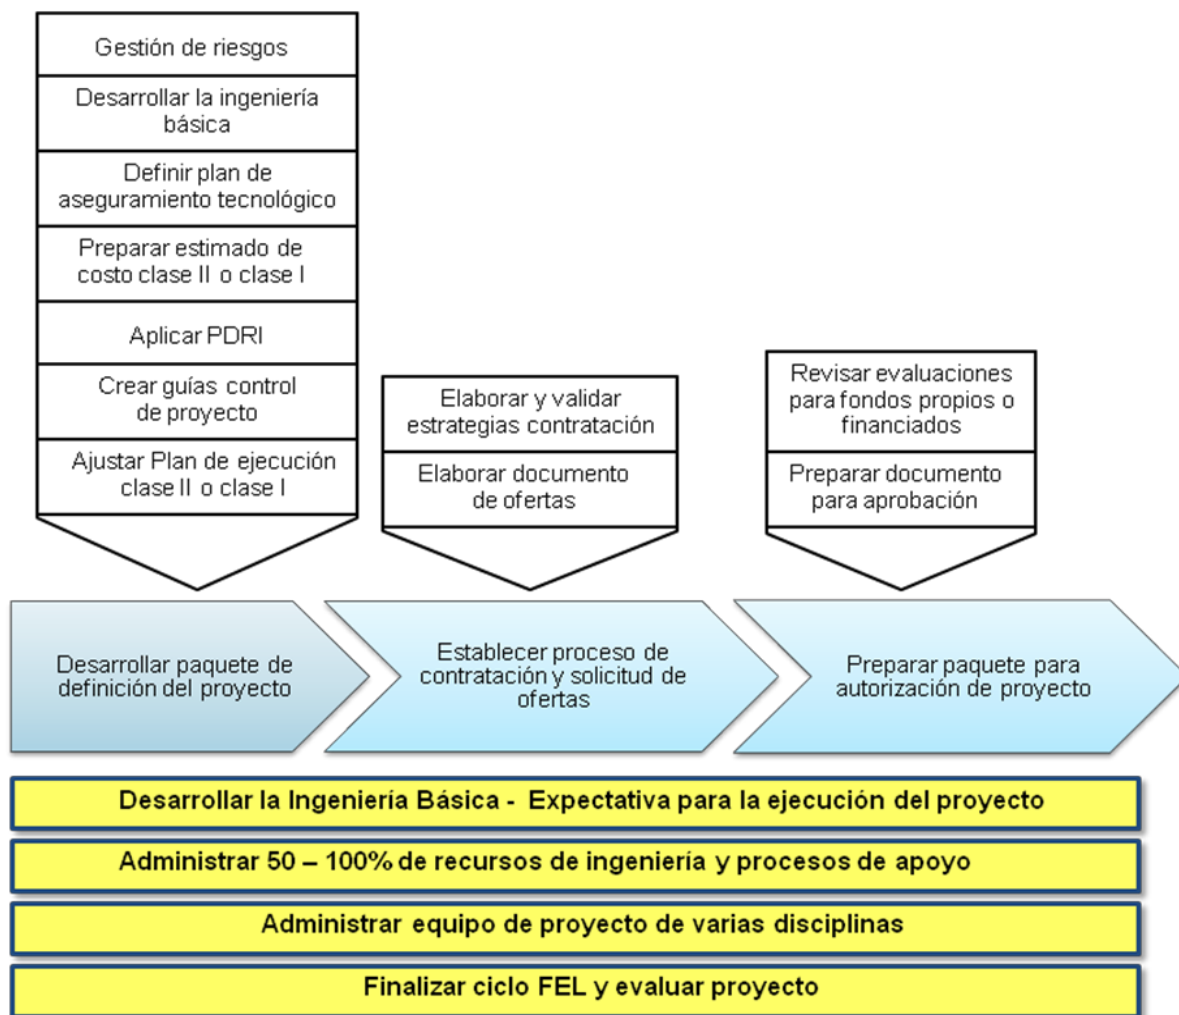 Gestión de riesgos
Desarrollar la ingeniería
básica
Definir plan de
aseguramiento tecnológico
Preparar estimado de
costo clase II o clase I
Aplicar PDRI
Crear guías control
de proyecto
Ajustar Plan de ejecución
clase II o clase I
Elaborar y validar
estrategias contratación
Elaborar documento
de ofertas
Revisar evaluaciones
para fondos propios o
financiados
Preparar documento
para aprobación
Desarrollar paquete de
definición del proyecto
Establecer proceso de
contratación y solicitud de
ofertas
Preparar paquete para
autorización de proyecto
Desarrollar la Ingeniería Básica - Expectativa para la ejecución del proyecto
Administrar 50 – 100% de recursos de ingeniería y procesos de apoyo
Administrar equipo de proyecto de varias disciplinas
Finalizar ciclo FEL y evaluar proyecto